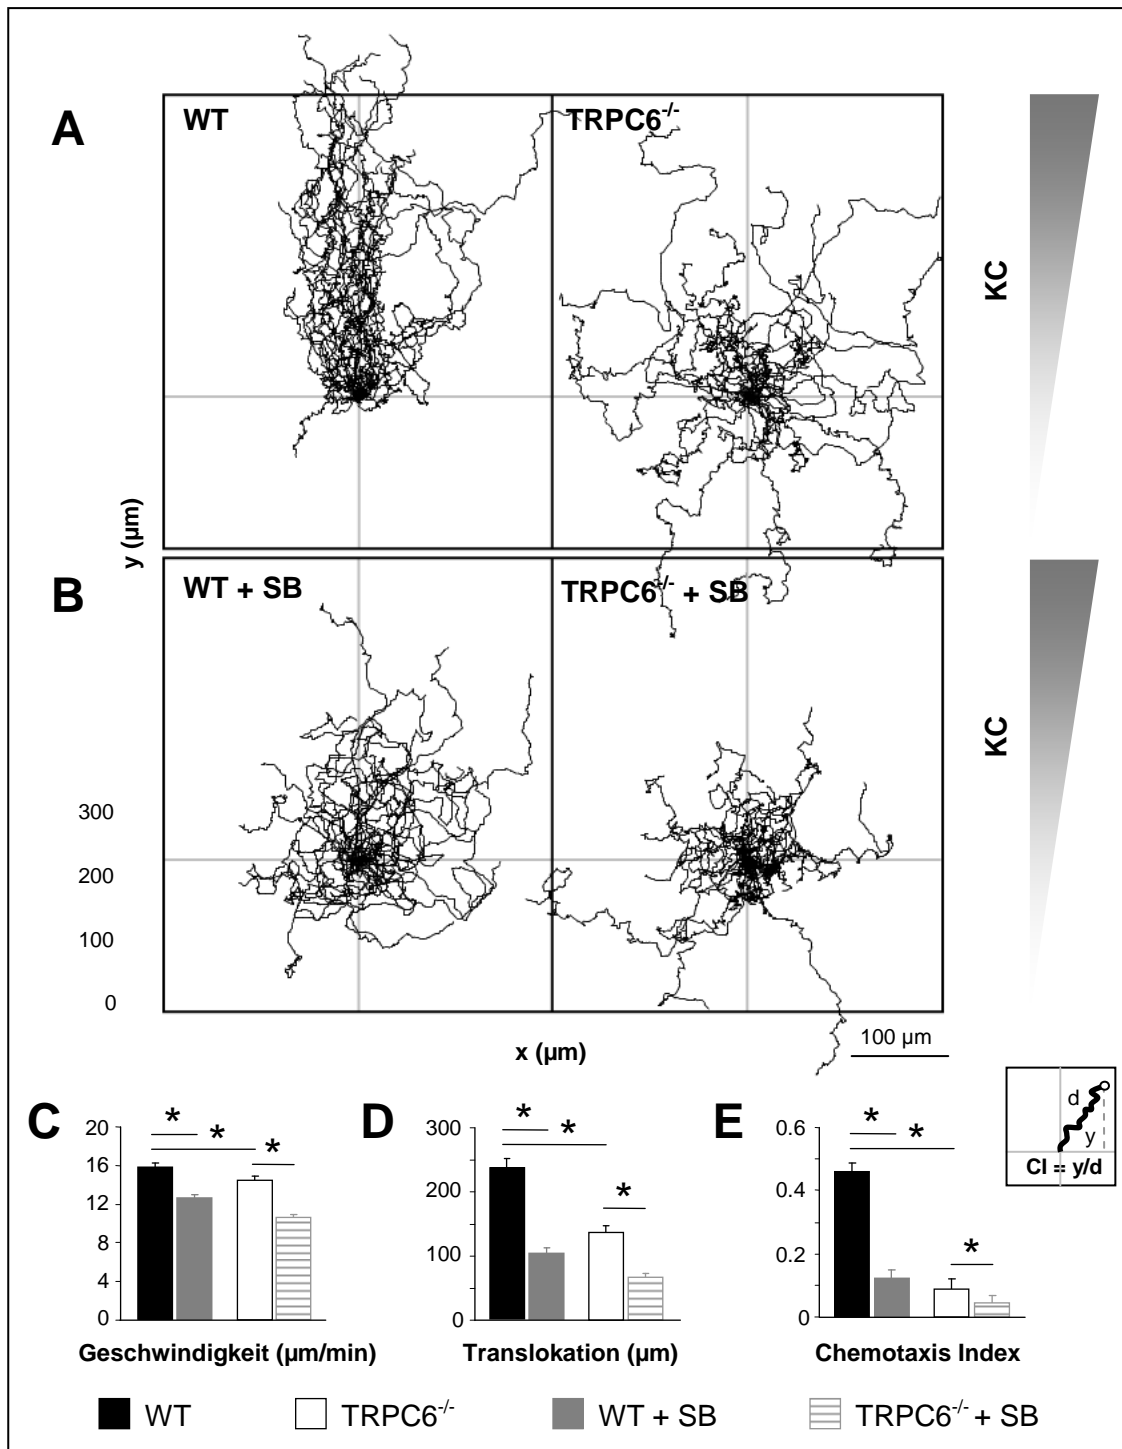 A
WT
TRPC6-/-
KC
y (µm)
B
WT + SB
TRPC6-/- + SB
KC
300
200
100
0
x (µm)
100 µm
C
20
16
12
8
4
0
* * *
Geschwindigkeit (µm/min)
D
300
200
100
0
* * *
Translokation (µm)
E
0.6
0.4
0.2
0
* * *
Chemotaxis Index
d
y
CI = y/d
WT
TRPC6-/-
WT + SB
TRPC6-/- + SB